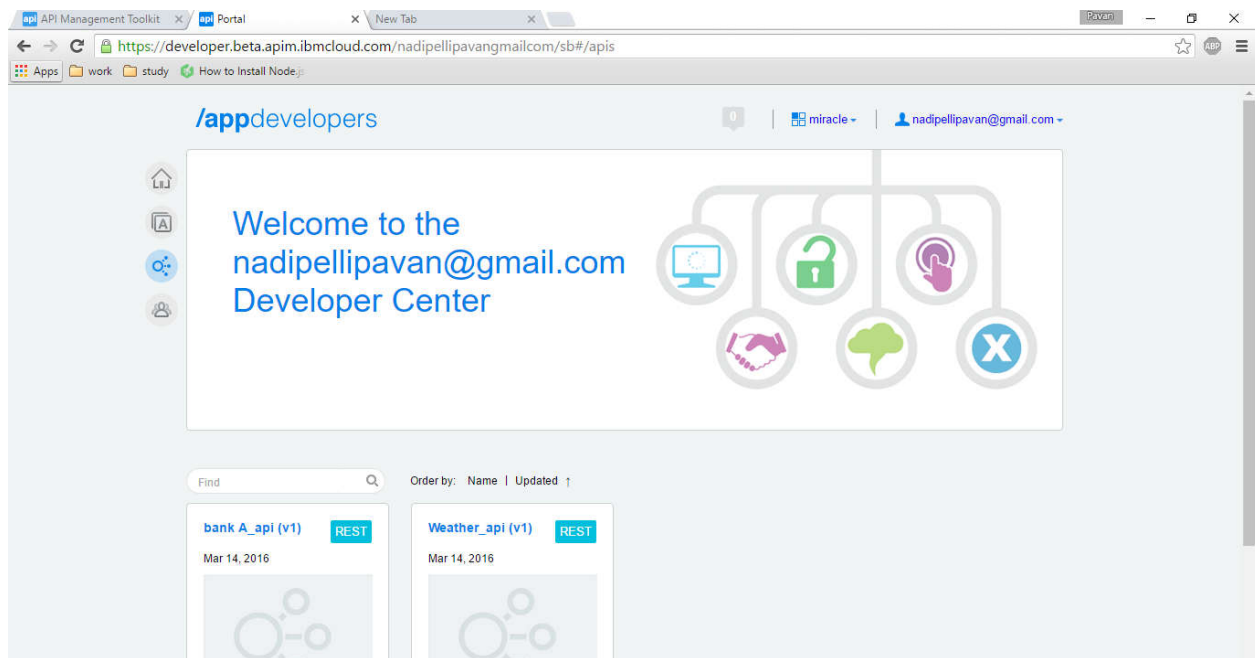 api API Management Toolkit
api Portal
New Tab
Pavan
https://developer.beta.apim.ibmcloud.com/nadipellipavangmailcom/sb#/apis
ABP
Apps
work
study
How to Install Node.js
/appdevelopers
0
miracle
nadipellipavan@gmail.com
A
Welcome to the
nadipellipavan@gmail.com
Developer Center
X
Find
Order by: Name | Updated ↑
bank A_api (v1) REST
Mar 14, 2016
Weather_api (v1) REST
Mar 14, 2016